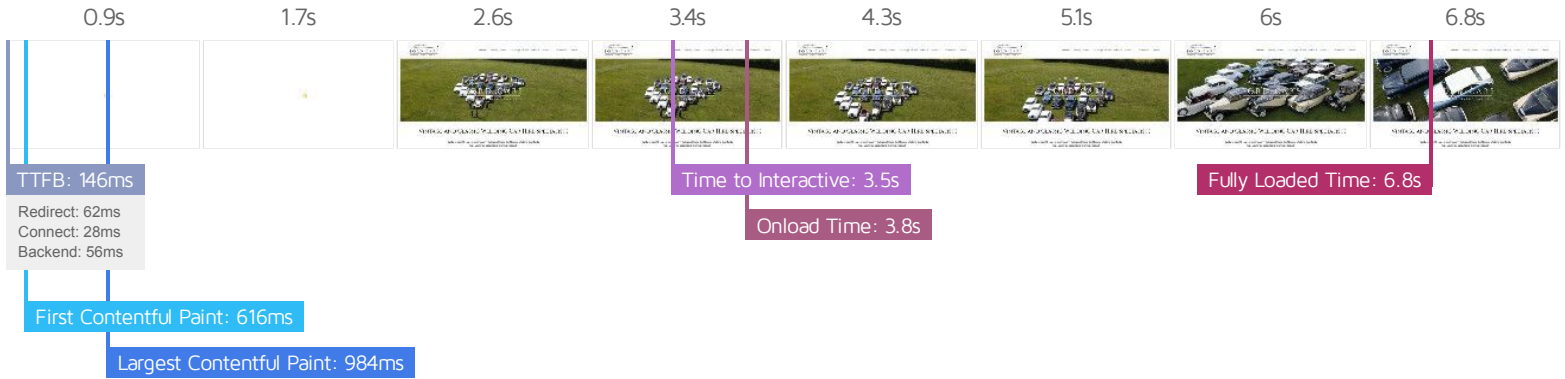 0.9s
1.7s
2.6s
3.4s
4.3s
5.1s
6s
6.8s
TTFB: 146ms
Redirect: 62ms
Connect: 28ms
Backend: 56ms
Time to Interactive: 3.5s
Fully Loaded Time: 6.8s
Onload Time: 3.8s
First Contentful Paint: 616ms
Largest Contentful Paint: 984ms